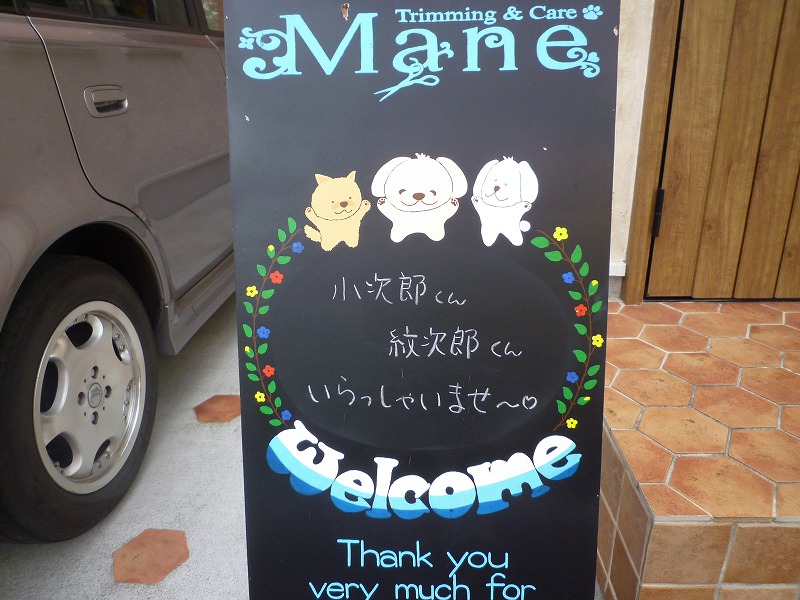 Trimming & Care
Mane
小次郎くん
紋次郎くん
いらっしゃいませ〜♡
Welcome
Thank you
very much for